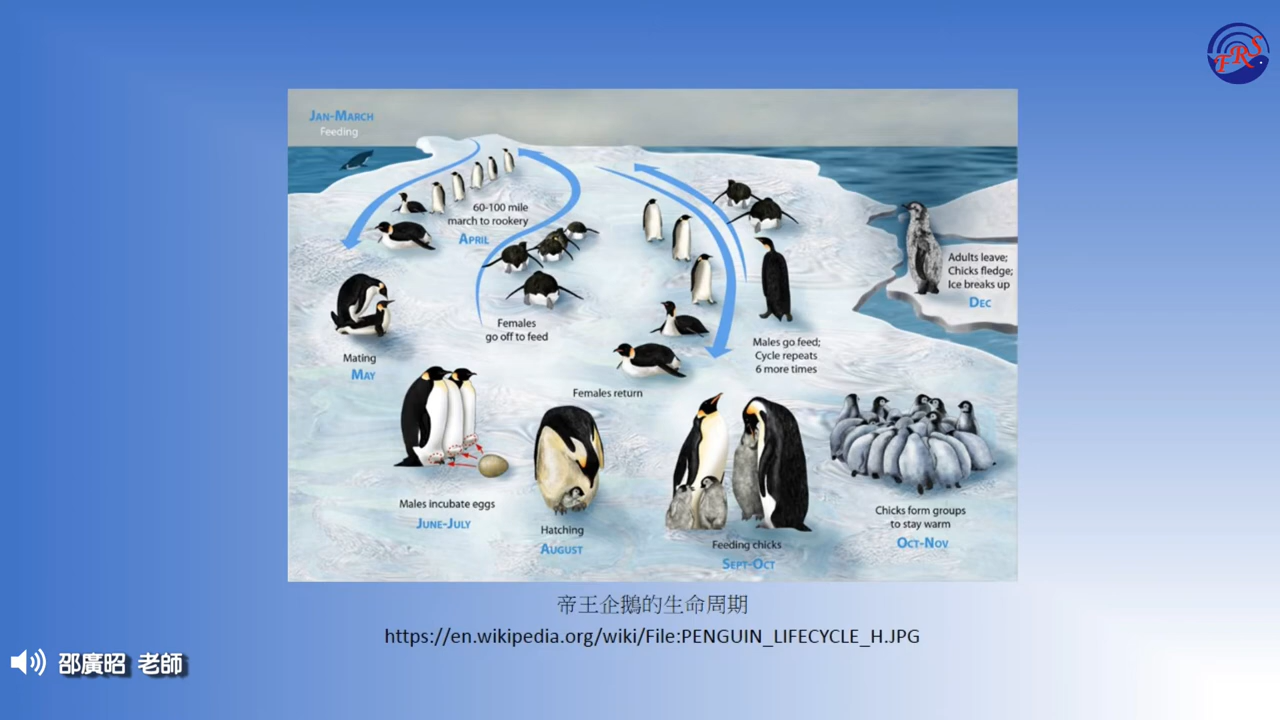 FRS
JAN-MARCH
Feeding
60-100 mile
march to rookery
APRIL
Females
go off to feed
Mating
MAY
Males incubate eggs
JUNE-JULY
Females return
Hatching
AUGUST
Males go feed;
Cycle repeats
6 more times
Feeding chicks
SEPT-OCT
Chicks form groups
to stay warm
OCT-NOV
Adults leave;
Chicks fledge;
Ice breaks up
DEC
帝王企鵝的生命周期
https://en.wikipedia.org/wiki/File:PENGUIN_LIFECYCLE_H.JPG
邵廣昭 老師